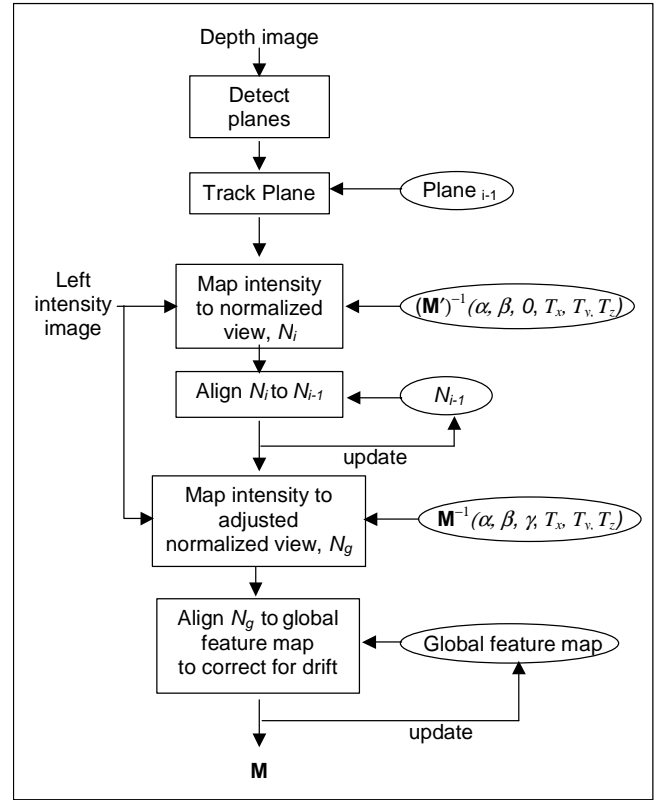 Depth image
Detect
planes
Track Plane
Plane i-1
Left
intensity
image
Map intensity
to normalized
view, Ni
(M′)−1(α, β, 0, Tx, Ty, Tz)
Align Ni to Ni-1
Ni-1
update
Map intensity to
adjusted
normalized view, Ng
M−1(α, β, γ, Tx, Ty, Tz)
Align Ng to global
feature map
to correct for drift
Global feature map
update
M